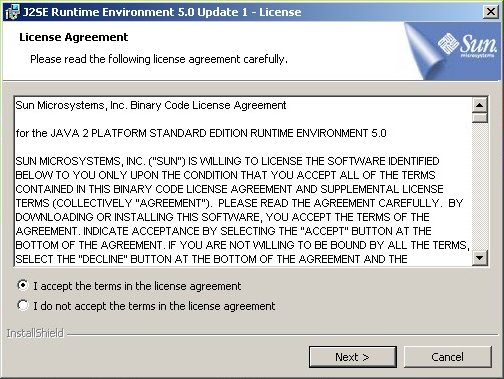 J2SE Runtime Environment 5.0 Update 1 - License
License Agreement
Please read the following license agreement carefully.
Sun
microsystems
Sun Microsystems, Inc. Binary Code License Agreement
for the JAVA 2 PLATFORM STANDARD EDITION RUNTIME ENVIRONMENT 5.0
SUN MICROSYSTEMS, INC. ("SUN") IS WILLING TO LICENSE THE SOFTWARE IDENTIFIED
BELOW TO YOU ONLY UPON THE CONDITION THAT YOU ACCEPT ALL OF THE TERMS
CONTAINED IN THIS BINARY CODE LICENSE AGREEMENT AND SUPPLEMENTAL LICENSE
TERMS (COLLECTIVELY "AGREEMENT").  PLEASE READ THE AGREEMENT CAREFULLY.  BY
DOWNLOADING OR INSTALLING THIS SOFTWARE, YOU ACCEPT THE TERMS OF THE
AGREEMENT. INDICATE ACCEPTANCE BY SELECTING THE "ACCEPT" BUTTON AT THE
BOTTOM OF THE AGREEMENT. IF YOU ARE NOT WILLING TO BE BOUND BY ALL THE TERMS,
SELECT THE "DECLINE" BUTTON AT THE BOTTOM OF THE AGREEMENT AND THE
I accept the terms in the license agreement
I do not accept the terms in the license agreement
InstallShield
Next >
Cancel